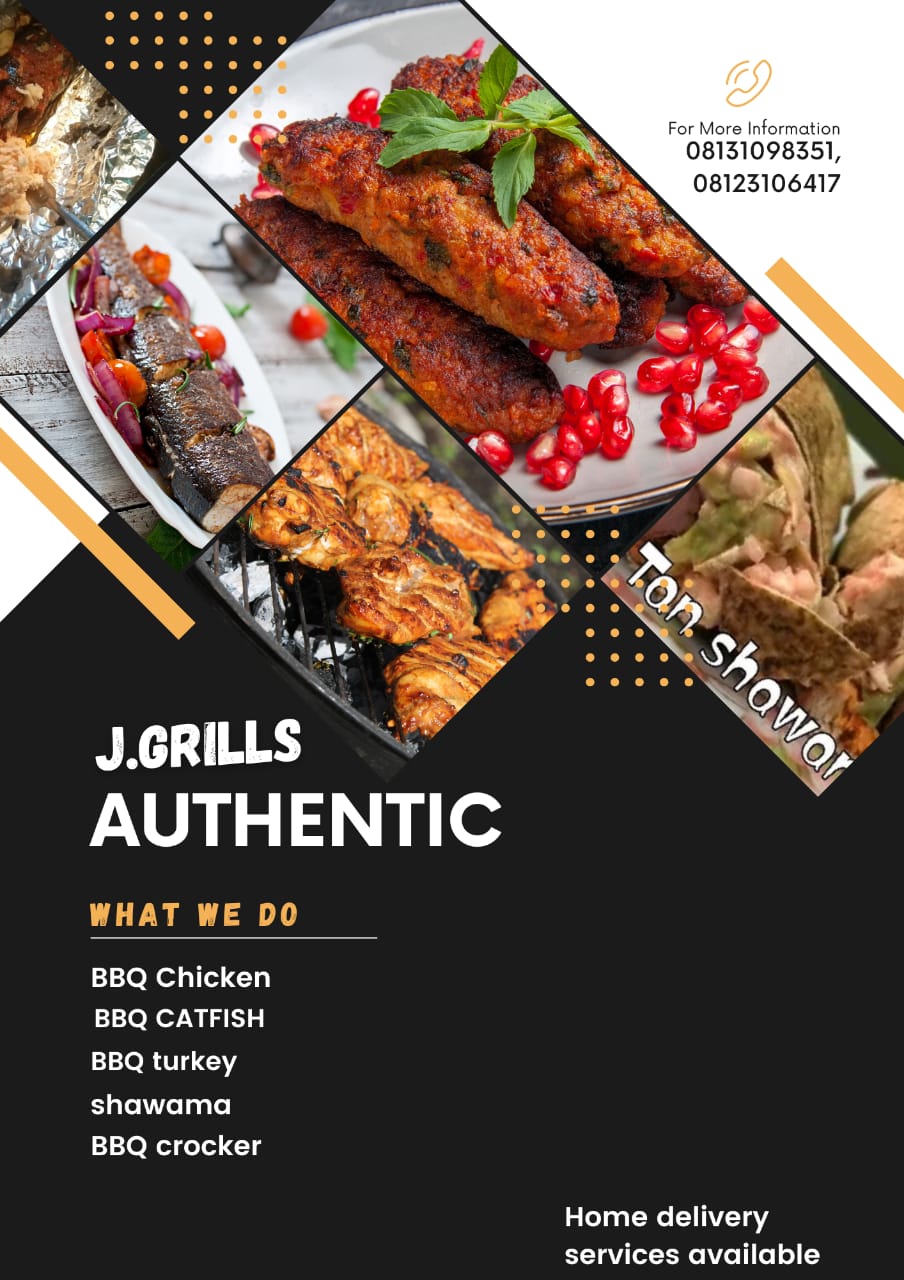 For More Information
08131098351,
08123106417
Tan shawar
J.GRILLS
AUTHENTIC
WHAT WE DO
BBQ Chicken
BBQ CATFISH
BBQ turkey
shawama
BBQ crocker
Home delivery
services available